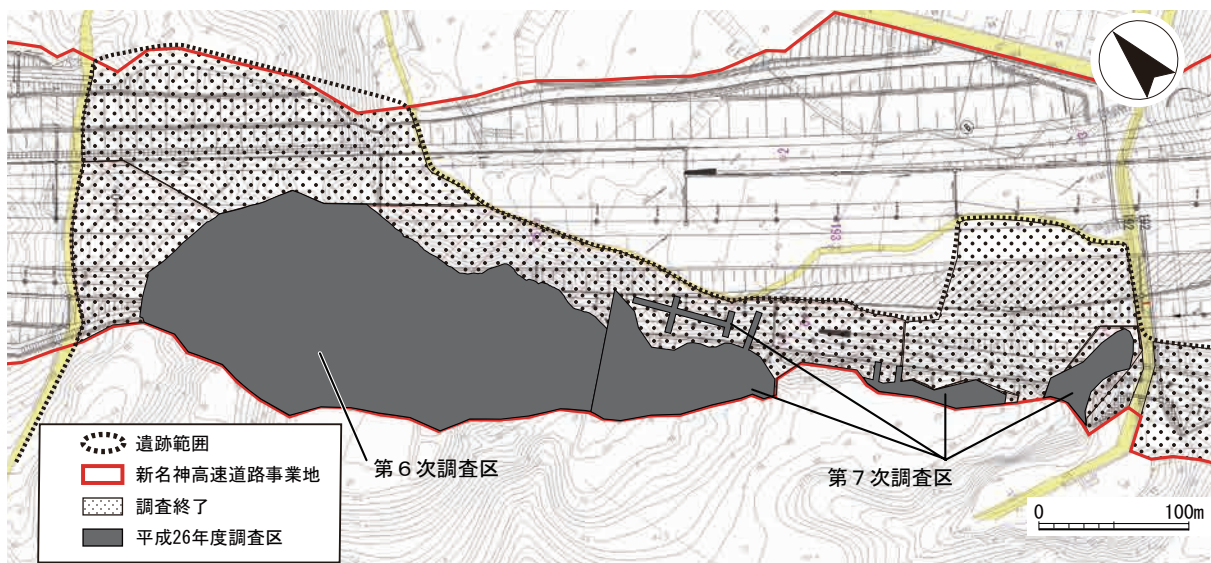 遺跡範囲
新名神高速道路事業地
調査終了
平成26年度調査区
第６次調査区
第７次調査区
0 100m